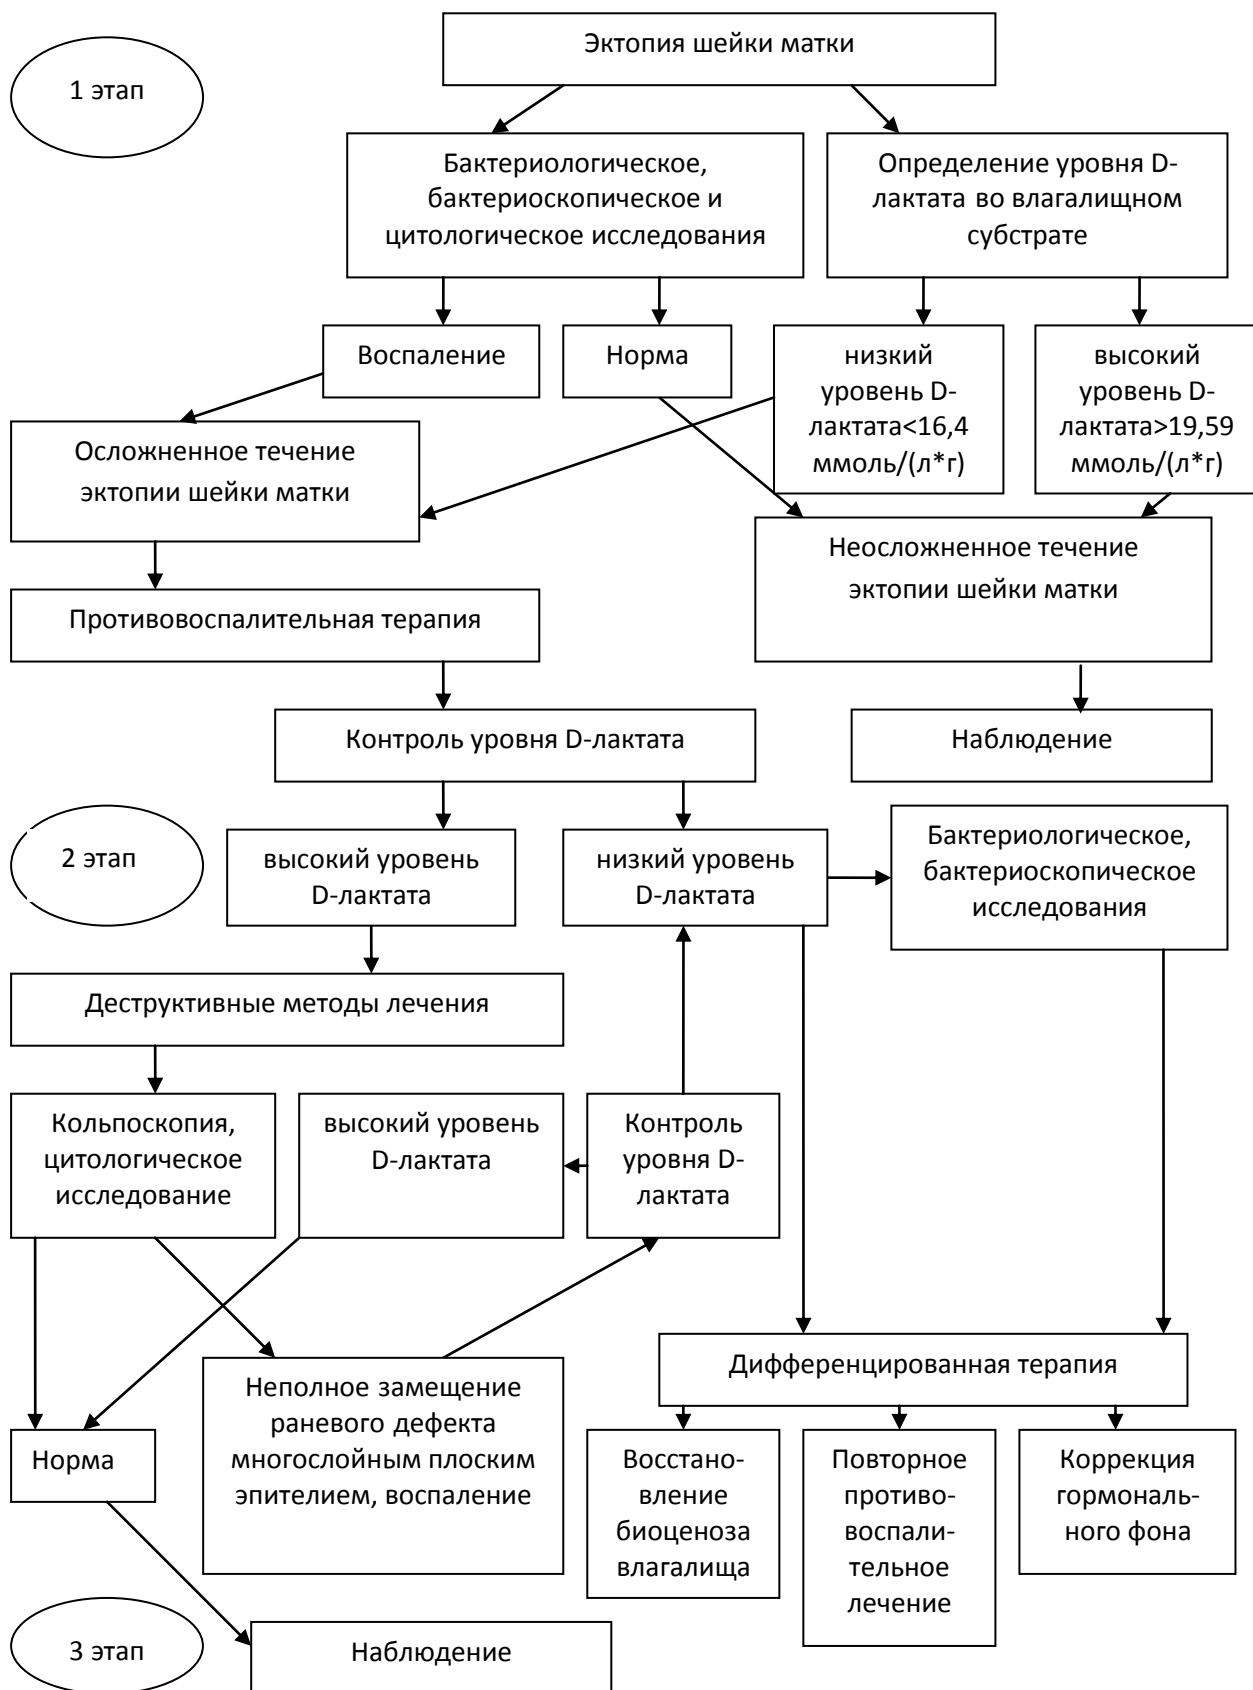 Эктопия шейки матки
1 этап
Бактериологическое,
бактериоскопическое и
цитологическое исследования
Определение уровня D-
лактата во влагалищном
субстрате
Воспаление
Норма
низкий
уровень D-
лактата<16,4
ммоль/(л*г)
высокий
уровень D-
лактата>19,59
ммоль/(л*г)
Осложненное течение
эктопии шейки матки
Неосложненное течение
эктопии шейки матки
Противовоспалительная терапия
Контроль уровня D-лактата
Наблюдение
2 этап
высокий уровень
D-лактата
низкий уровень
D-лактата
Бактериологическое,
бактериоскопическое
исследования
Деструктивные методы лечения
Кольпоскопия,
цитологическое
исследование
высокий уровень
D-лактата
Контроль
уровня D-
лактата
Дифференцированная терапия
Норма
Неполное замещение
раневого дефекта
многослойным плоским
эпителием, воспаление
Восстано-
вление
биоценоза
влагалища
Повторное
противо-
воспали-
тельное
лечение
Коррекция
гормональ-
ного фона
3 этап
Наблюдение